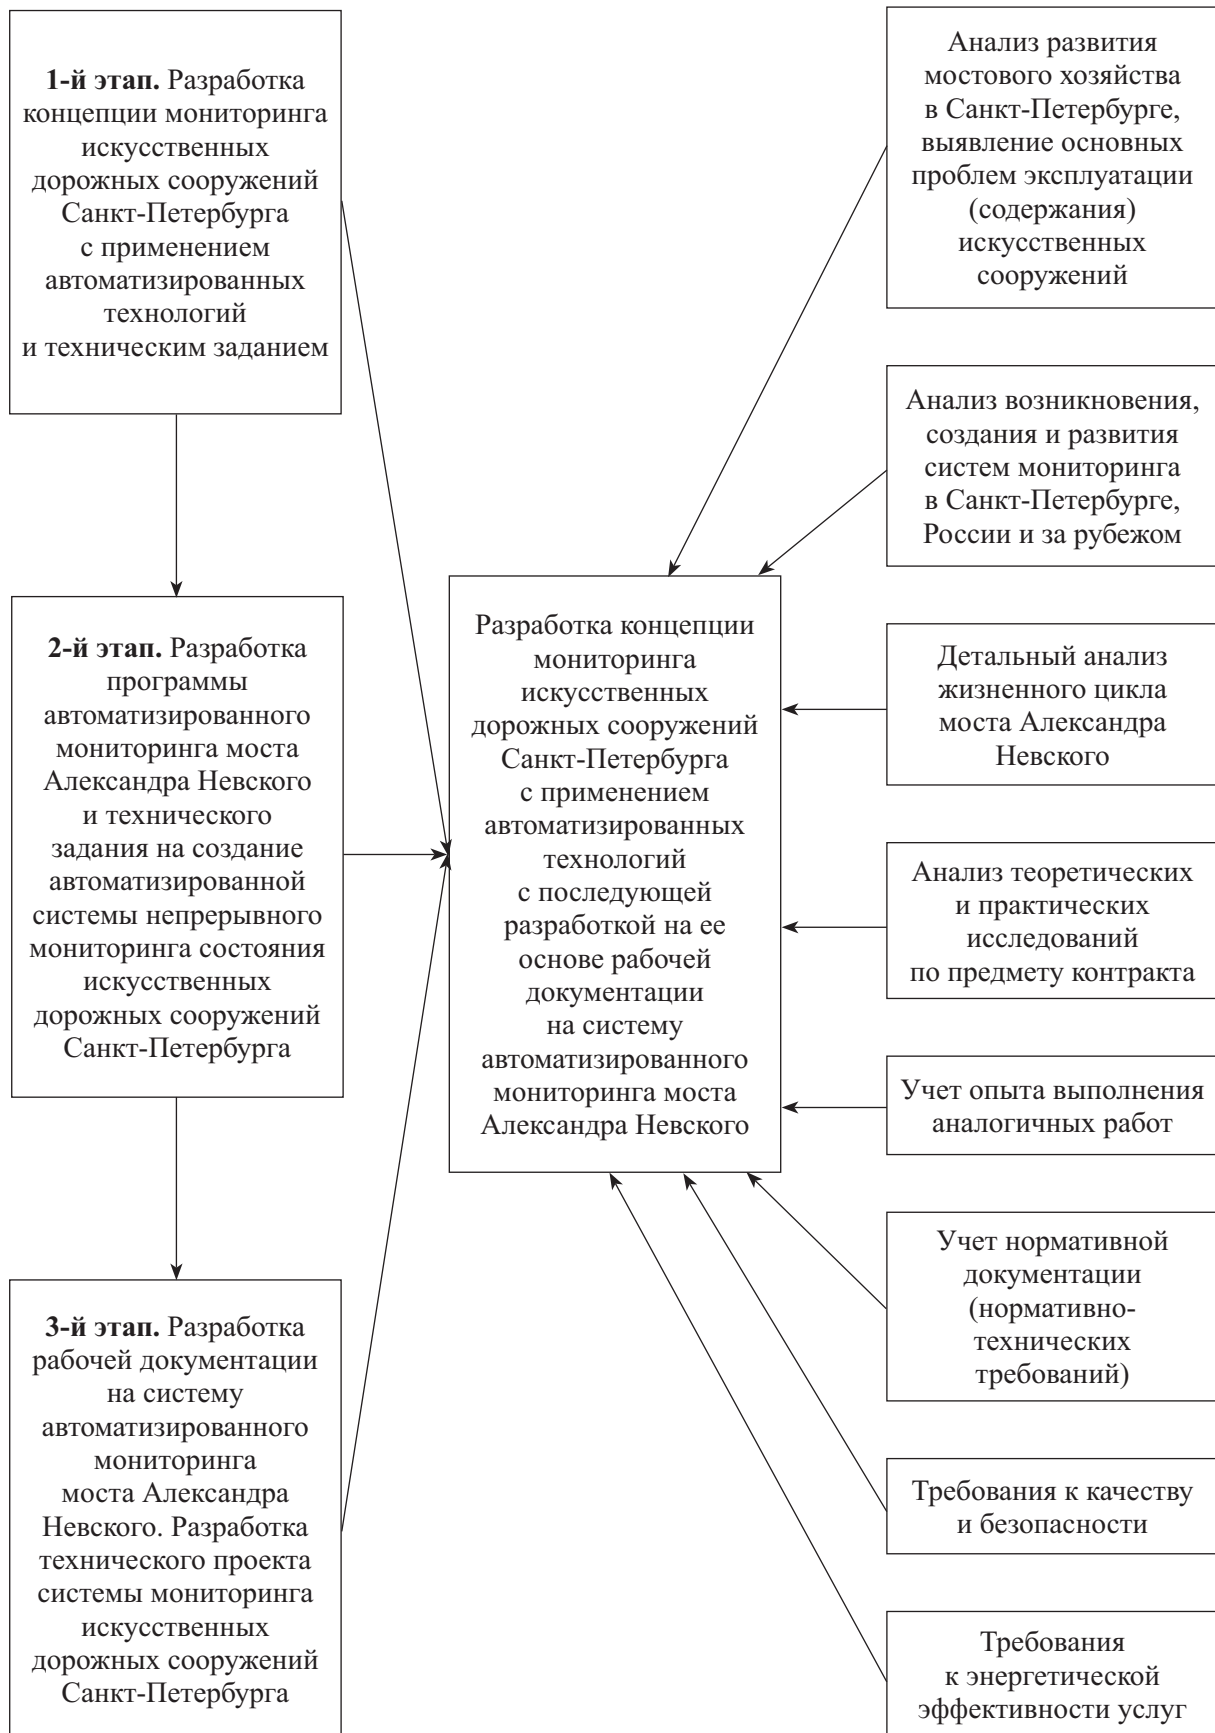 1-й этап. Разработка
концепции мониторинга
искусственных
дорожных сооружений
Санкт-Петербурга
с применением
автоматизированных
технологий
и техническим заданием
2-й этап. Разработка
программы
автоматизированного
мониторинга моста
Александра Невского
и технического
задания на создание
автоматизированной
системы непрерывного
мониторинга состояния
искусственных
дорожных сооружений
Санкт-Петербурга
3-й этап. Разработка
рабочей документации
на систему
автоматизированного
мониторинга
моста Александра
Невского. Разработка
технического проекта
системы мониторинга
искусственных
дорожных сооружений
Санкт-Петербурга
Разработка концепции
мониторинга
искусственных
дорожных сооружений
Санкт-Петербурга
с применением
автоматизированных
технологий
с последующей
разработкой на ее
основе рабочей
документации
на систему
автоматизированного
мониторинга моста
Александра Невского
Анализ развития
мостового хозяйства
в Санкт-Петербурге,
выявление основных
проблем эксплуатации
(содержания)
искусственных
сооружений
Анализ возникновения,
создания и развития
систем мониторинга
в Санкт-Петербурге,
России и за рубежом
Детальный анализ
жизненного цикла
моста Александра
Невского
Анализ теоретических
и практических
исследований
по предмету контракта
Учет опыта выполнения
аналогичных работ
Учет нормативной
документации
(нормативно-
технических
требований)
Требования к качеству
и безопасности
Требования
к энергетической
эффективности услуг